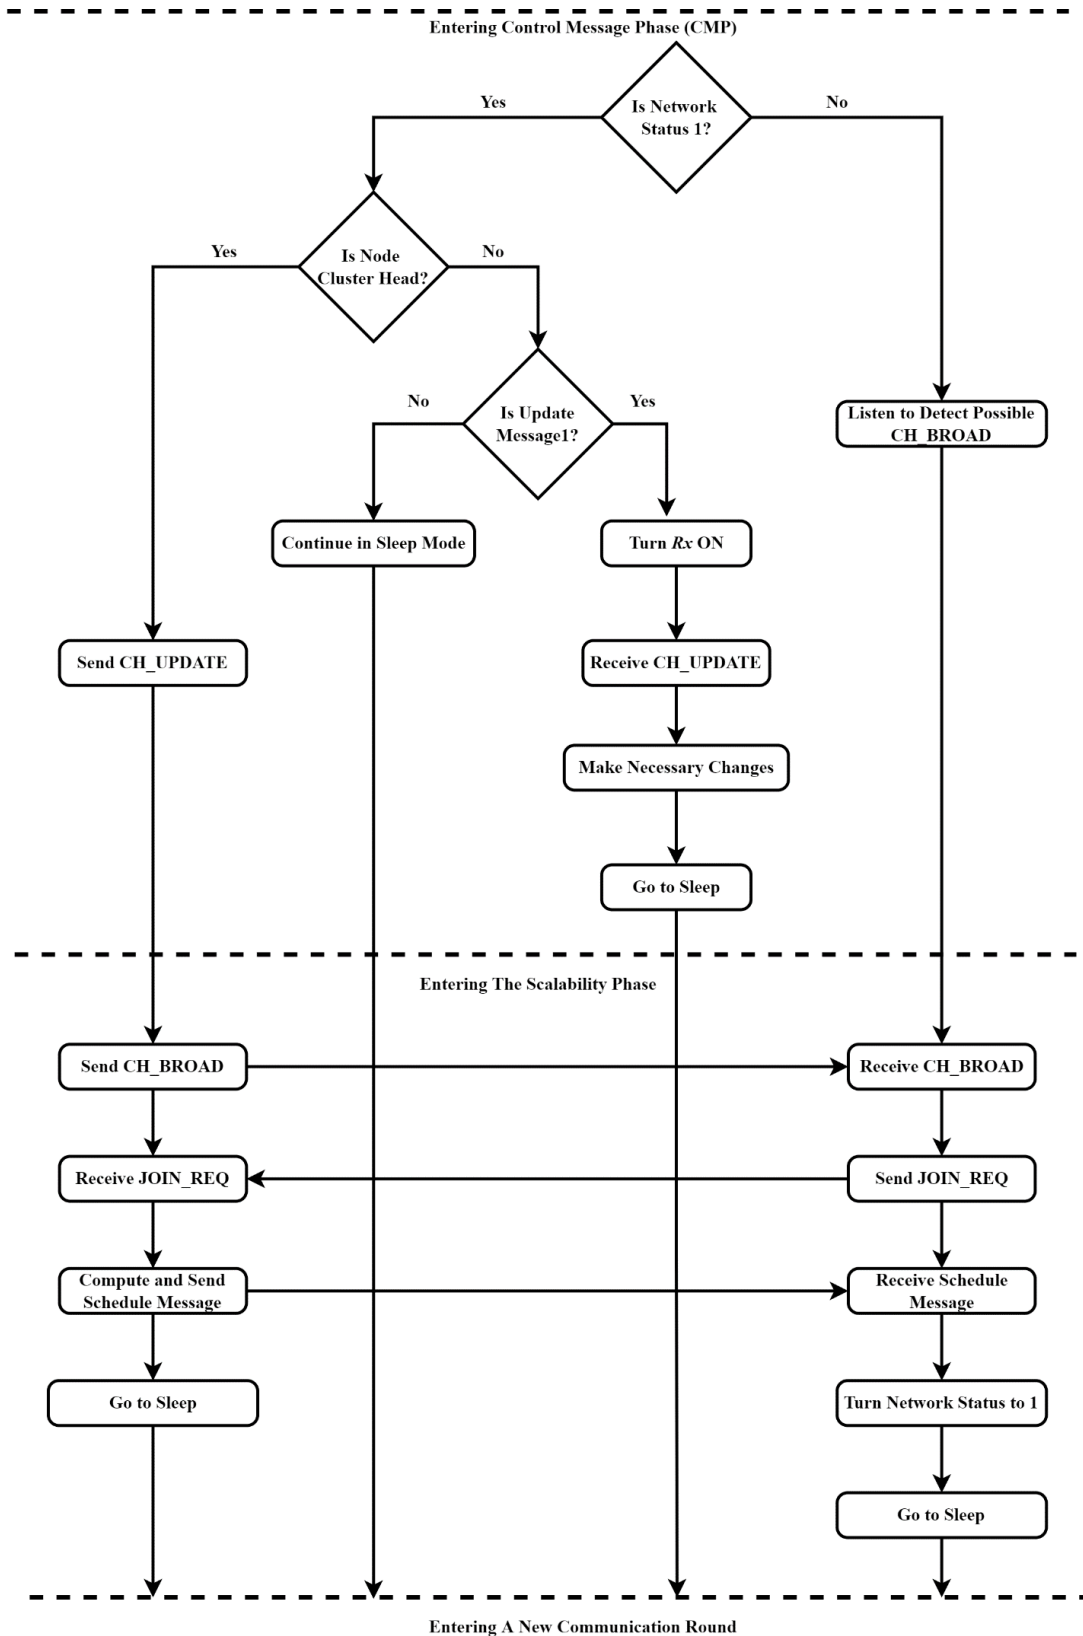 Entering Control Message Phase (CMP)
Yes
No
Is Network
Status 1?
Yes
No
Is Node
Cluster Head?
No
Yes
Is Update
Message1?
Listen to Detect Possible
CH_BROAD
Continue in Sleep Mode
Turn Rx ON
Send CH_UPDATE
Receive CH_UPDATE
Make Necessary Changes
Go to Sleep
Entering The Scalability Phase
Send CH_BROAD
Receive CH_BROAD
Receive JOIN_REQ
Send JOIN_REQ
Compute and Send
Schedule Message
Receive Schedule
Message
Go to Sleep
Turn Network Status to 1
Go to Sleep
Entering A New Communication Round